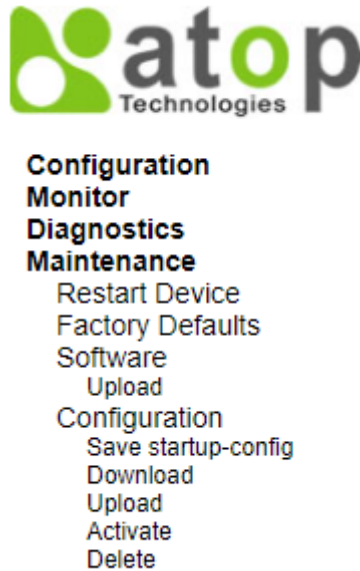 atop
Technologies
Configuration
Monitor
Diagnostics
Maintenance
Restart Device
Factory Defaults
Software
Upload
Configuration
Save startup-config
Download
Upload
Activate
Delete